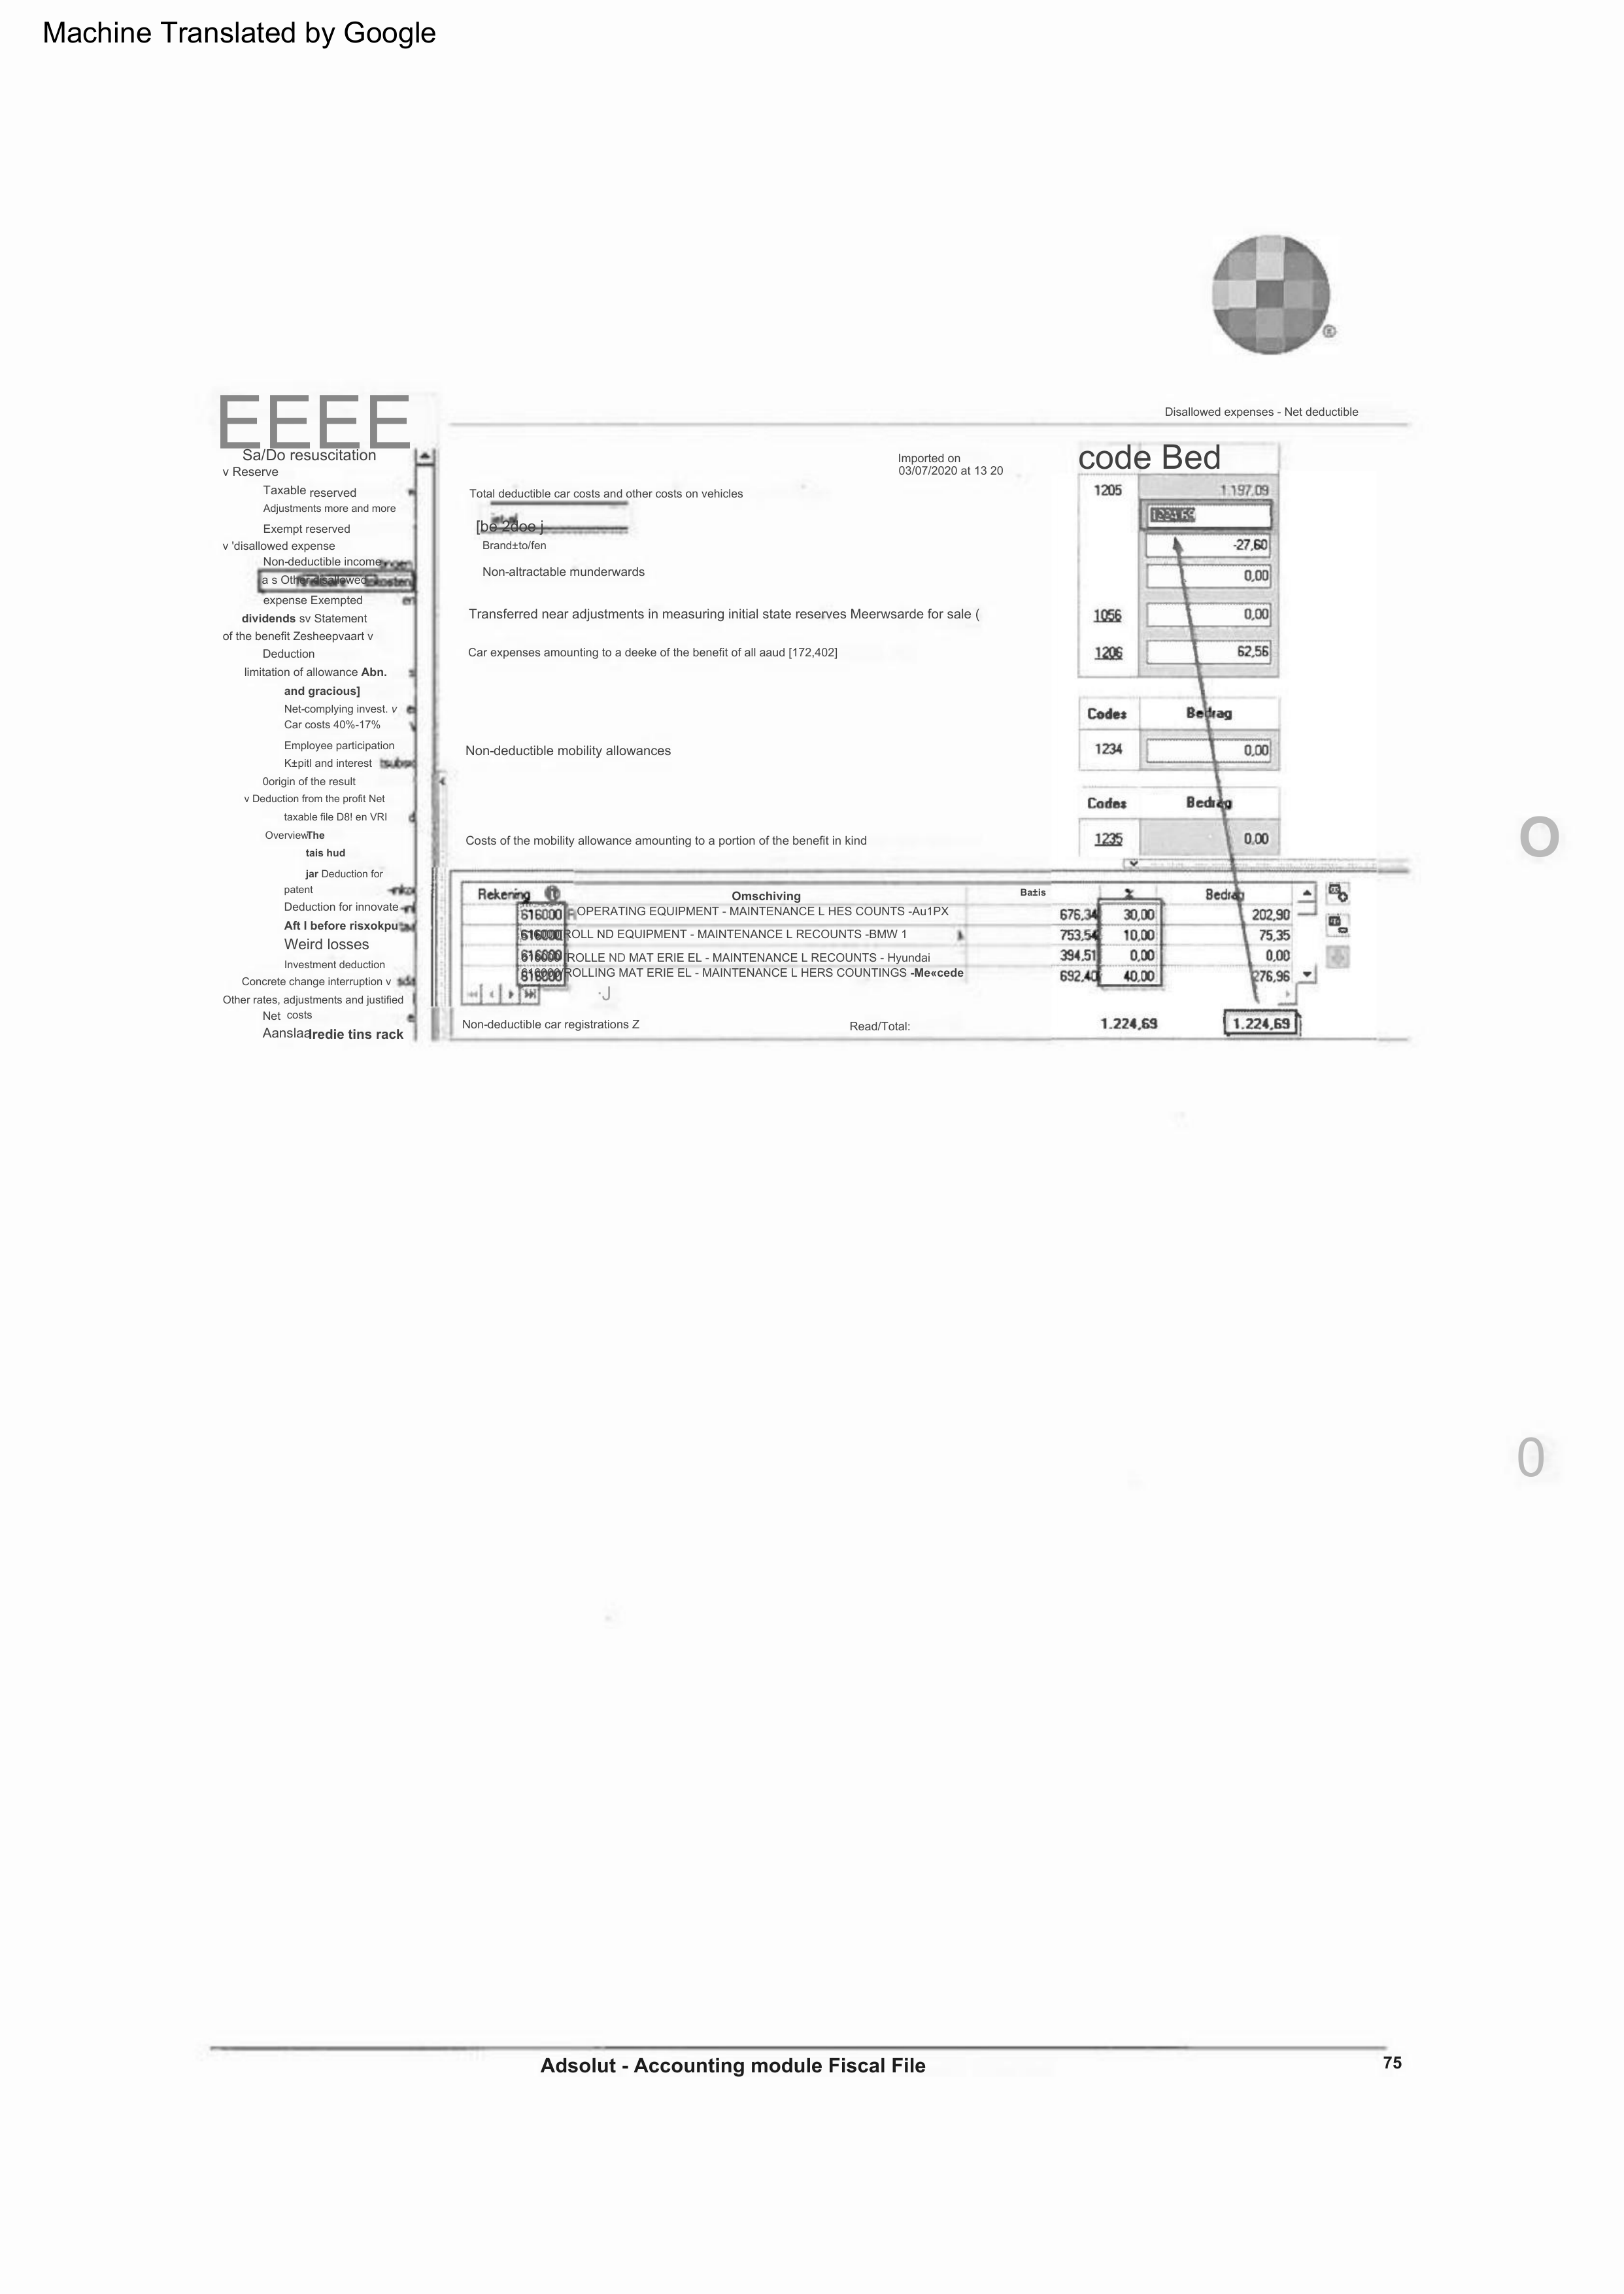 Machine Translated by Google
®
EEEE
Disallowed expenses - Net deductible
Sa/Do resuscitation
v Reserve
Taxable reserved
Adjustments more and more
Exempt reserved
v 'disallowed expense
Non-deductible income
a s Other disallowed
expense Exempted
dividends sv Statement
of the benefit Zesheepvaart v
Deduction
limitation of allowance Abn.
and gracious]
Net-complying invest. v
Car costs 40%-17%
Employee participation
K±pitl and interest
0origin of the result
v Deduction from the profit Net
taxable file D8! en VRI
Overview The
tais hud
jar Deduction for
patent
Deduction for innovate
Aft l before risxokpu
Weird losses
Investment deduction
Concrete change interruption v
Other rates, adjustments and justified
Net costs
Aanslaa lredie tins rack
Imported on
03/07/2020 at 13 20
code Bed
Total deductible car costs and other costs on vehicles
1205 1.197,09
[be 2doe j
1224,69
Brand±to/fen
-27,60
Non-altractable munderwards
0,00
Transferred near adjustments in measuring initial state reserves Meerwsarde for sale (
1056 0,00
Car expenses amounting to a deeke of the benefit of all aaud [172,402]
1206 62,56
Codes Bedrag
Non-deductible mobility allowances
1234 0,00
Codes Bedrag
Costs of the mobility allowance amounting to a portion of the benefit in kind
1235 0,00
o
Rekening Omschiving Ba±is % Bedrag
616000 OPERATING EQUIPMENT - MAINTENANCE L HES COUNTS -Au1PX 676,34 30,00 202,90
616000 ROLL ND EQUIPMENT - MAINTENANCE L RECOUNTS -BMW 1 753,54 10,00 75,35
616000 ROLLE ND MAT ERIE EL - MAINTENANCE L RECOUNTS - Hyundai 394,51 0,00 0,00
616000 ROLLING MAT ERIE EL - MAINTENANCE L HERS COUNTINGS -Me«cede 692,40 40,00 276,96
·J
Non-deductible car registrations Z Read/Total: 1.224,69 1.224,69
0
Adsolut - Accounting module Fiscal File
75